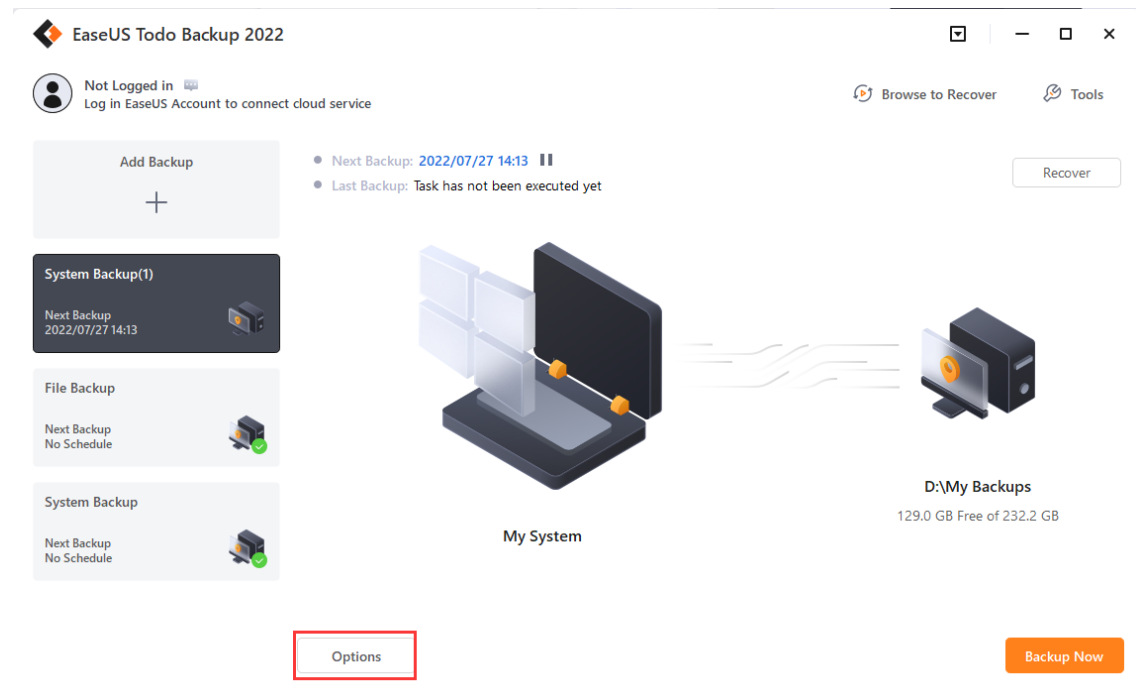 EaseUS Todo Backup 2022
Not Logged in
Log in EaseUS Account to connect cloud service
Browse to Recover
Tools
Add Backup
Next Backup: 2022/07/27 14:13
Last Backup: Task has not been executed yet
Recover
System Backup(1)
Next Backup
2022/07/27 14:13
File Backup
Next Backup
No Schedule
System Backup
Next Backup
No Schedule
My System
D:\My Backups
129.0 GB Free of 232.2 GB
Options
Backup Now